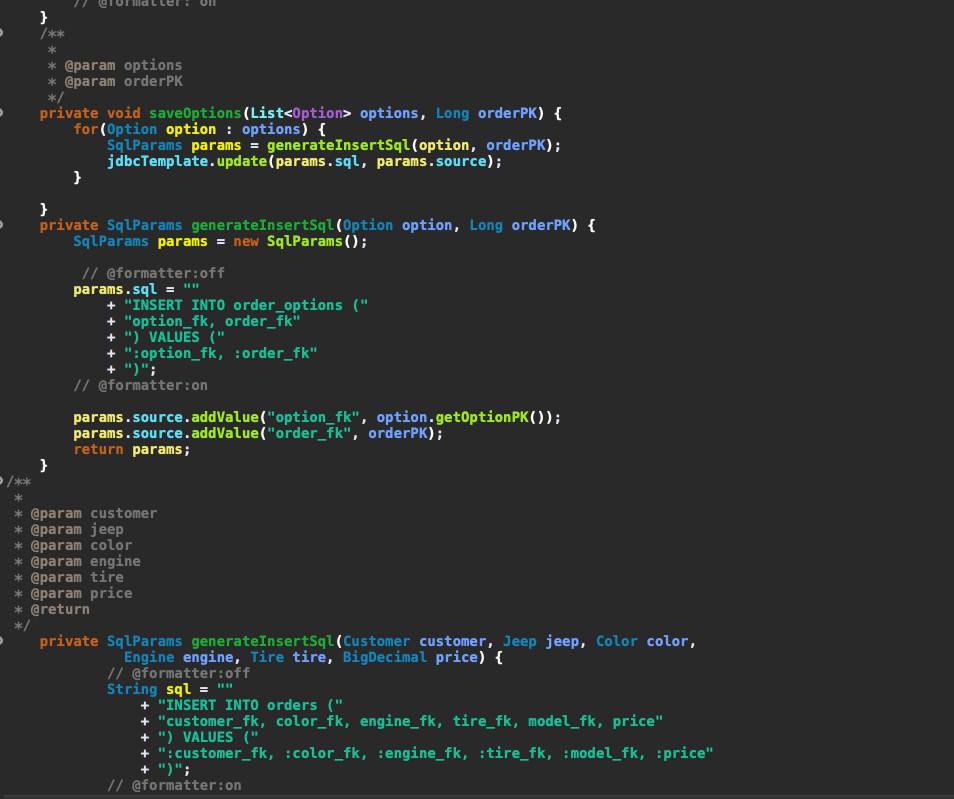 // @formatter: on
}
/**
*
* @param options
* @param orderPK
*/
private void saveOptions(List<Option> options, Long orderPK) {
for(Option option : options) {
SqlParams params = generateInsertSql(option, orderPK);
jdbcTemplate.update(params.sql, params.source);
}
}
private SqlParams generateInsertSql(Option option, Long orderPK) {
SqlParams params = new SqlParams();
// @formatter:off
params.sql = ""
+ "INSERT INTO order_options ("
+ "option_fk, order_fk"
+ ") VALUES ("
+ ":option_fk, :order_fk"
+ ")";
// @formatter:on
params.source.addValue("option_fk", option.getOptionPK());
params.source.addValue("order_fk", orderPK);
return params;
}
/**
*
* @param customer
* @param jeep
* @param color
* @param engine
* @param tire
* @param price
* @return
*/
private SqlParams generateInsertSql(Customer customer, Jeep jeep, Color color,
Engine engine, Tire tire, BigDecimal price) {
// @formatter:off
String sql = ""
+ "INSERT INTO orders ("
+ "customer_fk, color_fk, engine_fk, tire_fk, model_fk, price"
+ ") VALUES ("
+ ":customer_fk, :color_fk, :engine_fk, :tire_fk, :model_fk, :price"
+ ")";
// @formatter:on